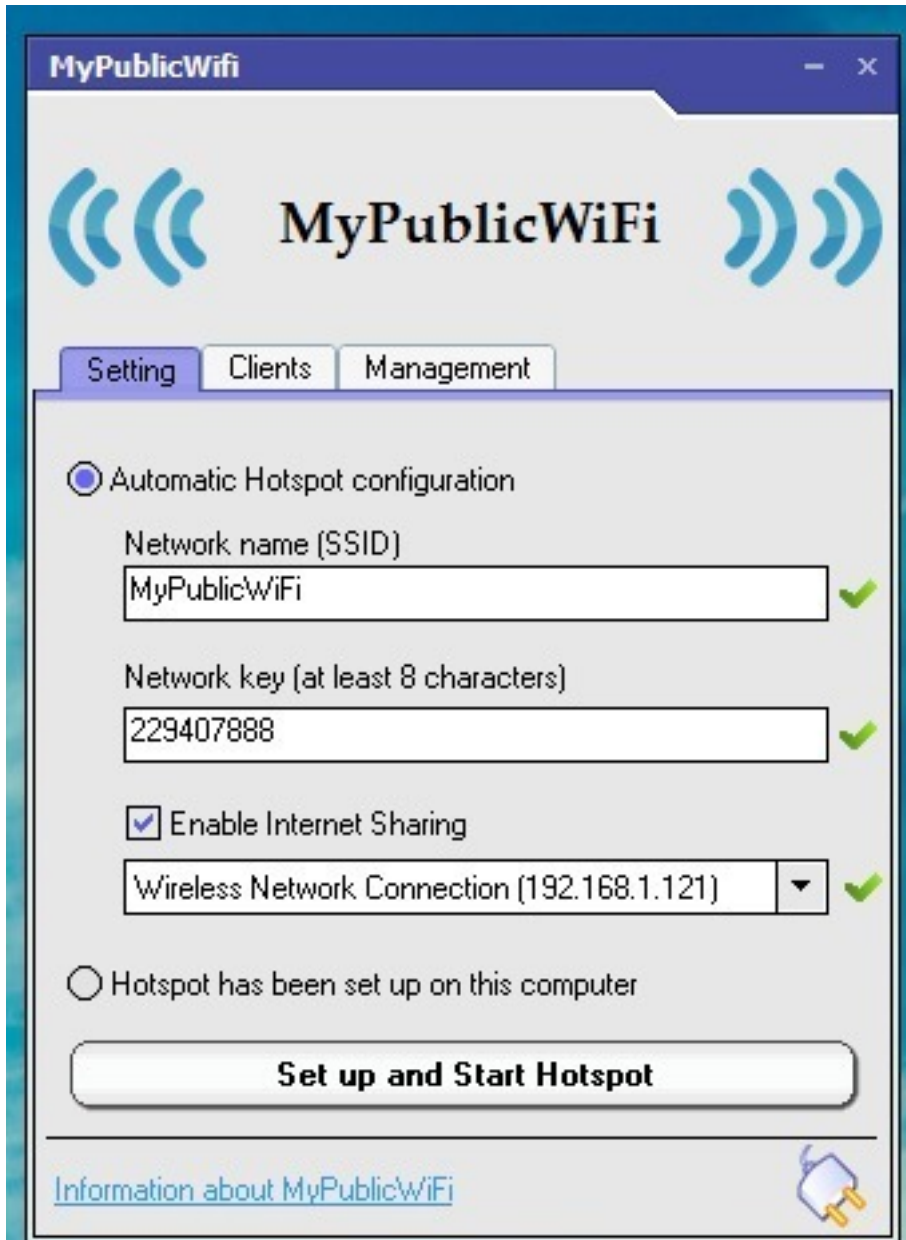 MyPublicWifi
MyPublicWiFi
Setting Clients Management
Automatic Hotspot configuration
Network name (SSID)
MyPublicWiFi
Network key (at least 8 characters)
229407888
Enable Internet Sharing
Wireless Network Connection (192.168.1.121)
Hotspot has been set up on this computer
Set up and Start Hotspot
Information about MyPublicWiFi